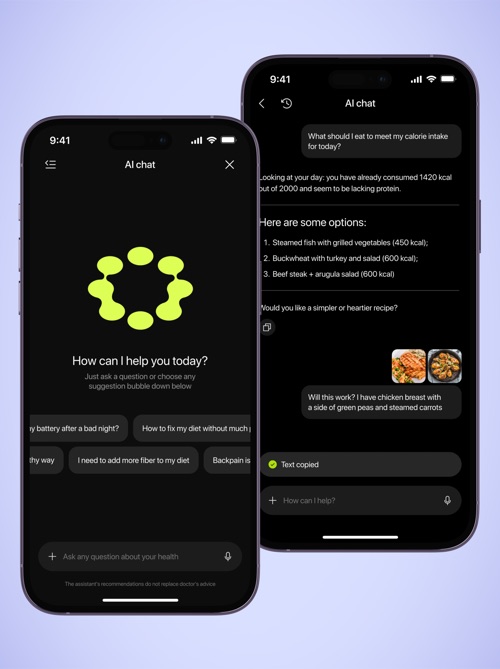 9:41
AI chat
How can I help you today?
Just ask a question or choose any
suggestion bubble down below
battery after a bad night?
How to fix my diet without much
way
I need to add more fiber to my diet
Backpain is
Ask any question about your health
The assistant's recommendations do not replace doctor's advice
9:41
AI chat
What should I eat to meet my calorie intake
for today?
Looking at your day: you have already consumed 1420 kcal
out of 2000 and seem to be lacking protein.
Here are some options:
1. Steamed fish with grilled vegetables (450 kcal);
2. Buckwheat with turkey and salad (600 kcal);
3. Beef steak + arugula salad (600 kcal)
Would you like a simpler or heartier recipe?
Will this work? I have chicken breast with
a side of green peas and steamed carrots
Text copied
How can I help?